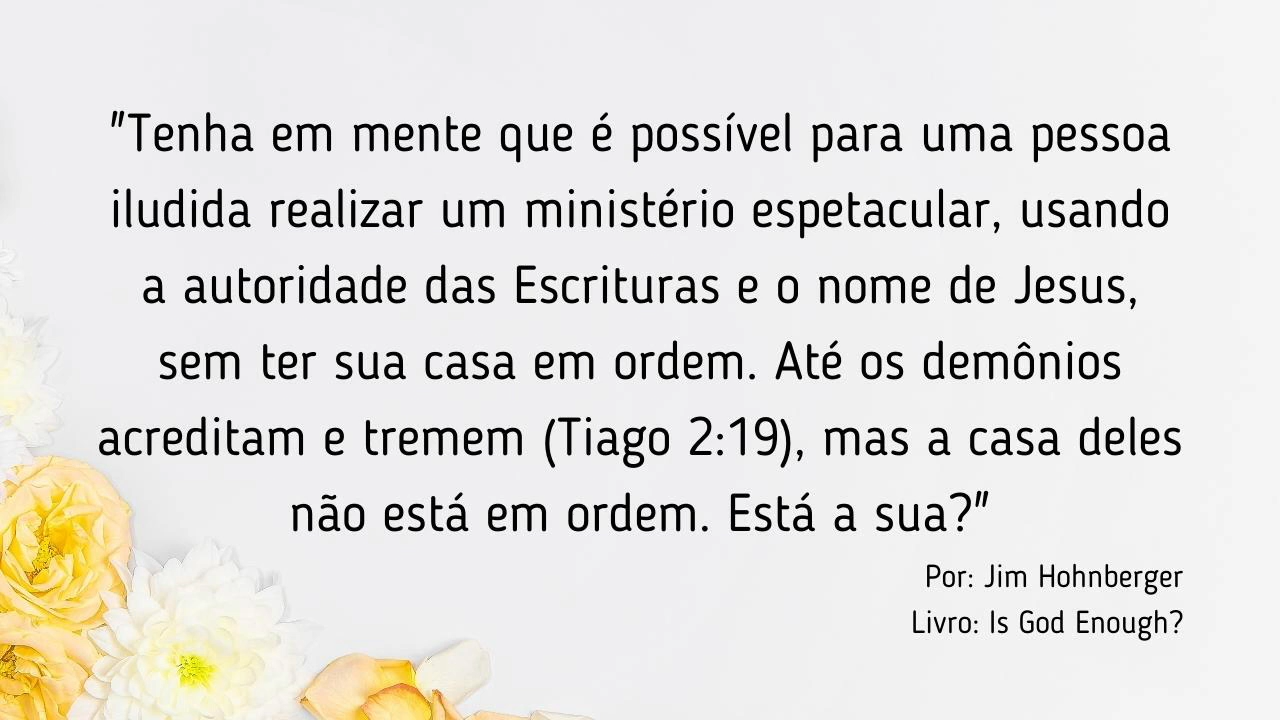 "Tenha em mente que é possível para uma pessoa
iludida realizar um ministério espetacular, usando
a autoridade das Escrituras e o nome de Jesus,
sem ter sua casa em ordem. Até os demônios
acreditam e tremem (Tiago 2:19), mas a casa deles
não está em ordem. Está a sua?"
Por: Jim Hohnberger
Livro: Is God Enough?